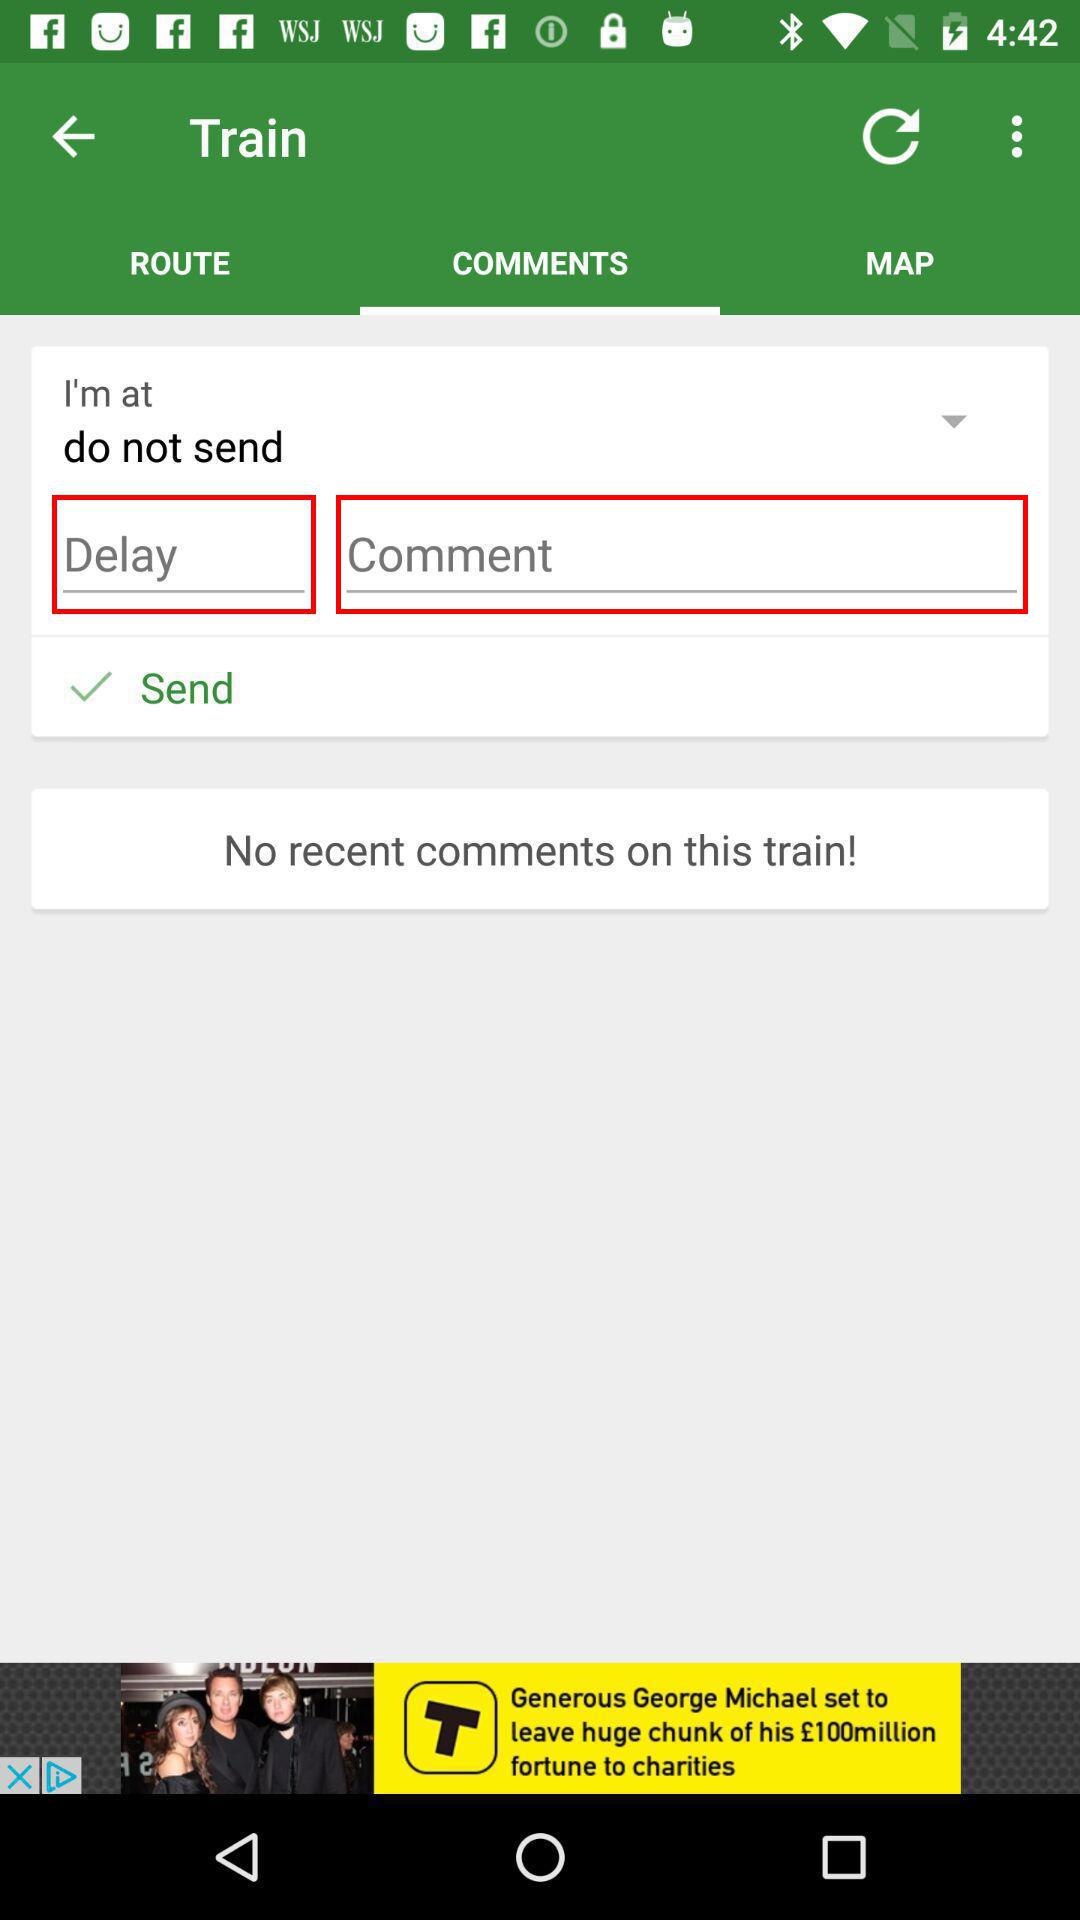 WSJ WSJ 4:42
Train
ROUTE COMMENTS MAP
I'm at
do not send
Delay Comment
Send
No recent comments on this train!
Generous George Michael set to
leave huge chunk of his £100million
fortune to charities